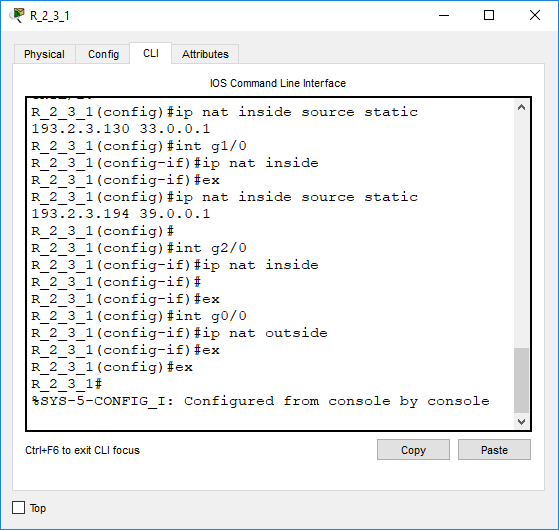 R_2_3_1
Physical Config CLI Attributes
IOS Command Line Interface
R_2_3_1(config)#ip nat inside source static
193.2.3.130 33.0.0.1
R_2_3_1(config)#int g1/0
R_2_3_1(config-if)#ip nat inside
R_2_3_1(config-if)#ex
R_2_3_1(config)#ip nat inside source static
193.2.3.194 39.0.0.1
R_2_3_1(config)#
R_2_3_1(config)#int g2/0
R_2_3_1(config-if)#ip nat inside
R_2_3_1(config-if)#
R_2_3_1(config-if)#ex
R_2_3_1(config)#int g0/0
R_2_3_1(config-if)#ip nat outside
R_2_3_1(config-if)#ex
R_2_3_1(config)#ex
R_2_3_1#
%SYS-5-CONFIG_I: Configured from console by console
Ctrl+F6 to exit CLI focus Copy Paste
Top